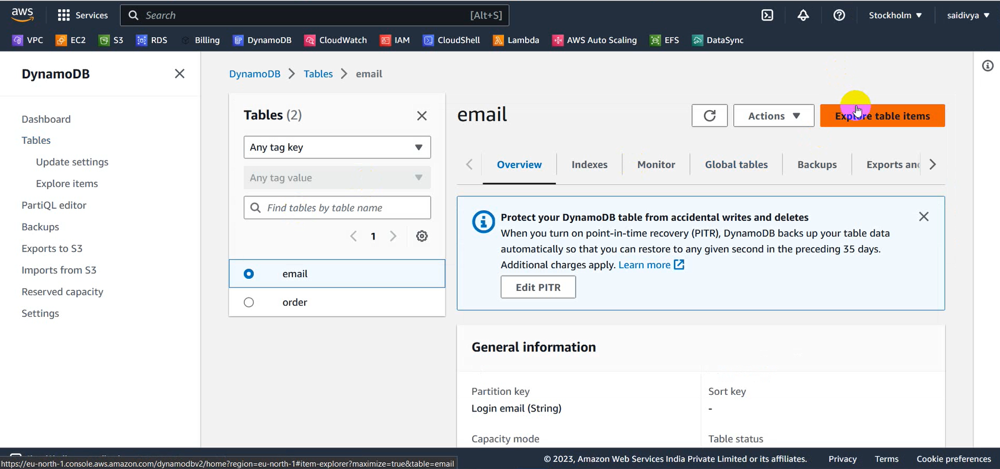 aws
Services
Search
[Alt+S]
Stockholm
saidivya
VPC
EC2
S3
RDS
Billing
DynamoDB
CloudWatch
IAM
CloudShell
Lambda
AWS Auto Scaling
EFS
DataSync
DynamoDB
Dashboard
Tables
Update settings
Explore items
PartiQL editor
Backups
Exports to S3
Imports from S3
Reserved capacity
Settings
DynamoDB
Tables
email
Tables (2)
Any tag key
Any tag value
Find tables by table name
1
email
order
email
Actions
Explore table items
Overview
Indexes
Monitor
Global tables
Backups
Exports an
Protect your DynamoDB table from accidental writes and deletes
When you turn on point-in-time recovery (PITR), DynamoDB backs up your table data
automatically so that you can restore to any given second in the preceding 35 days.
Additional charges apply. Learn more
Edit PITR
General information
Partition key
Login email (String)
Sort key
-
Capacity mode
Table status
https://eu-north-1.console.aws.amazon.com/dynamodbv2/home?region=eu-north-1#item-explorer?maximize=true&table=email
© 2023, Amazon Web Services India Private Limited or its affiliates.
Privacy
Terms
Cookie preferences